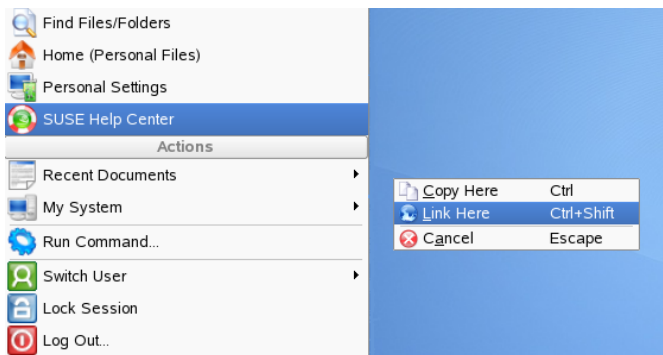 Find Files/Folders
Home (Personal Files)
Personal Settings
SUSE Help Center
Actions
Recent Documents
My System
Run Command...
Switch User
Lock Session
Log Out...
Copy Here Ctrl
Link Here Ctrl+Shift
Cancel Escape